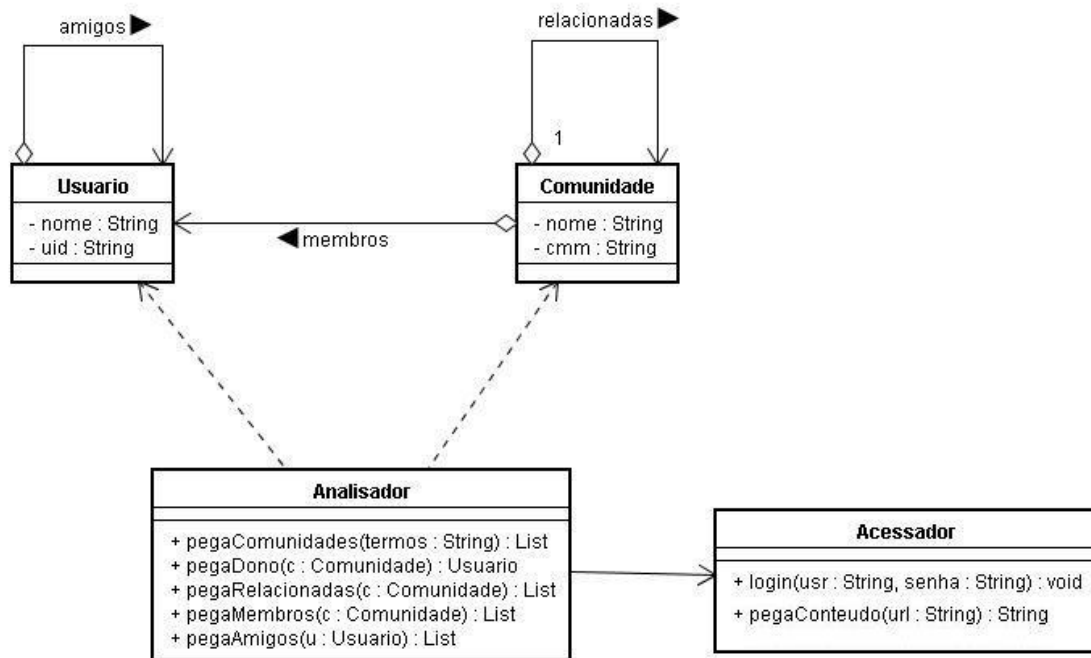 amigos
relacionadas
1
Usuario
- nome : String
- uid : String
Comunidade
- nome : String
- cmm : String
membros
Analisador
+ pegaComunidades(termos : String) : List
+ pegaDono(c : Comunidade) : Usuario
+ pegaRelacionadas(c : Comunidade) : List
+ pegaMembros(c : Comunidade) : List
+ pegaAmigos(u : Usuario) : List
Acessador
+ login(usr : String, senha : String) : void
+ pegaConteudo(url : String) : String